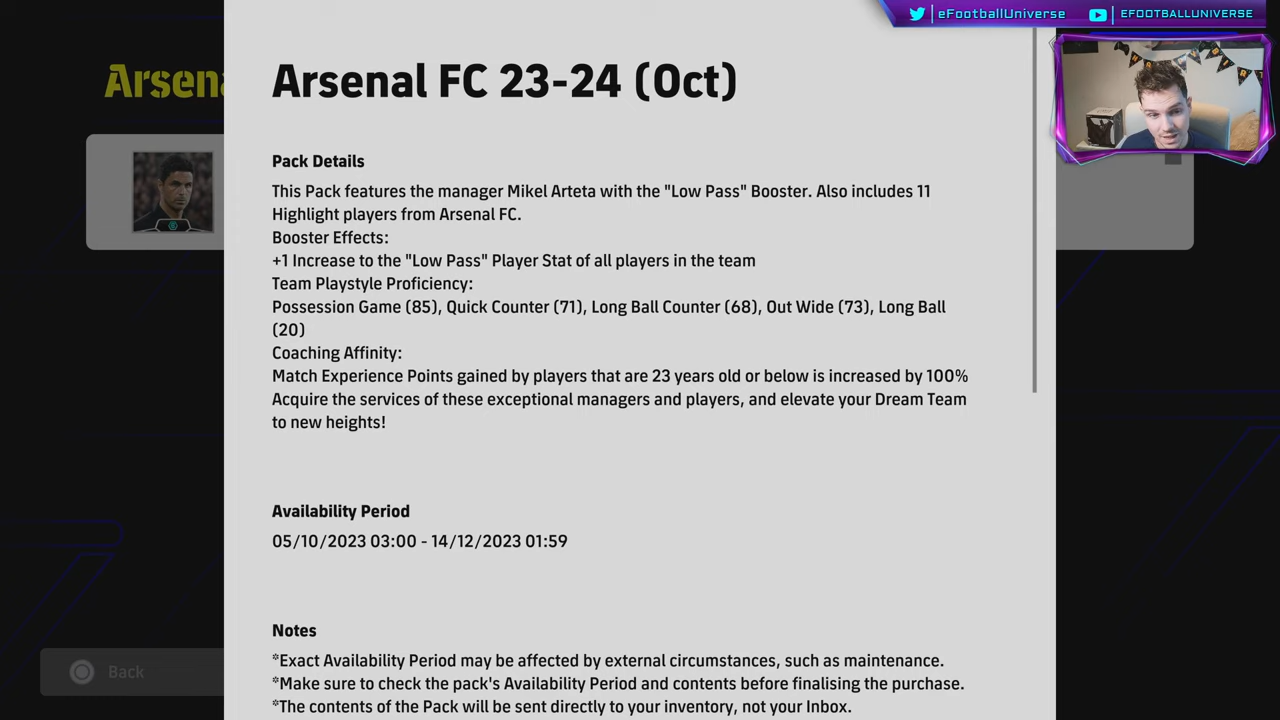 eFootballUniverse
EFOOTBALLUNIVERSE
Arsenal FC 23-24 (Oct)
Pack Details
This Pack features the manager Mikel Arteta with the "Low Pass" Booster. Also includes 11
Highlight players from Arsenal FC.
Booster Effects:
+1 Increase to the "Low Pass" Player Stat of all players in the team
Team Playstyle Proficiency:
Possession Game (85), Quick Counter (71), Long Ball Counter (68), Out Wide (73), Long Ball
(20)
Coaching Affinity:
Match Experience Points gained by players that are 23 years old or below is increased by 100%
Acquire the services of these exceptional managers and players, and elevate your Dream Team
to new heights!
Availability Period
05/10/2023 03:00 - 14/12/2023 01:59
Notes
*Exact Availability Period may be affected by external circumstances, such as maintenance.
*Make sure to check the pack's Availability Period and contents before finalising the purchase.
*The contents of the Pack will be sent directly to your inventory, not your Inbox.
Back